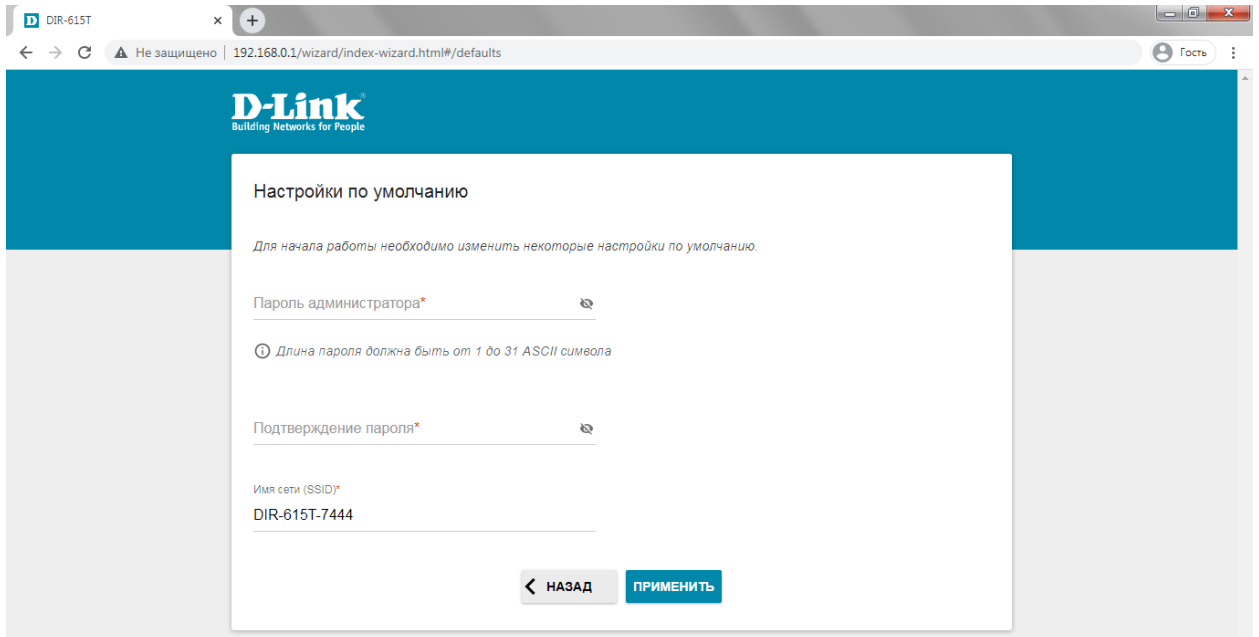 DIR-615T
Не защищено
192.168.0.1/wizard/index-wizard.html#/defaults
Гость
D-Link®
Building Networks for People
Настройки по умолчанию
Для начала работы необходимо изменить некоторые настройки по умолчанию.
Пароль администратора*
Длина пароля должна быть от 1 до 31 ASCII символа
Подтверждение пароля*
Имя сети (SSID)*
DIR-615T-7444
НАЗАД
ПРИМЕНИТЬ